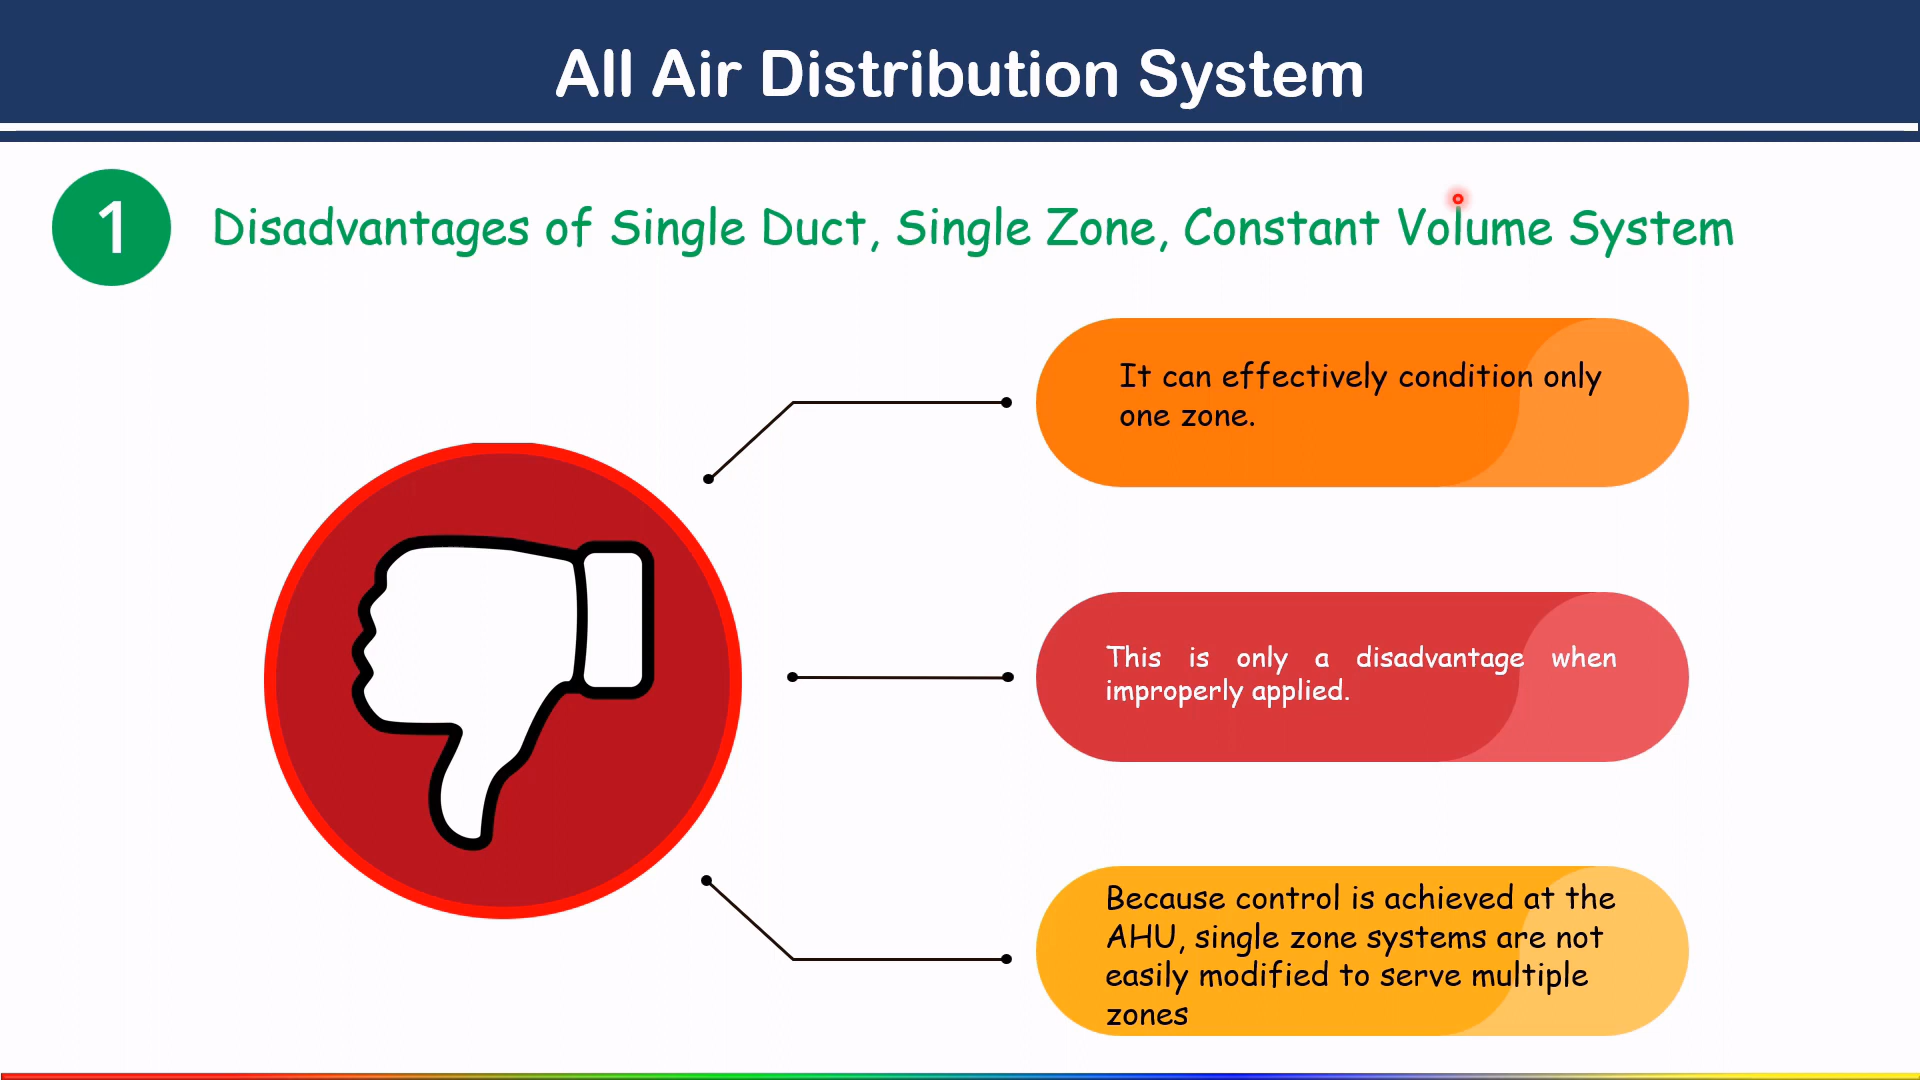 All Air Distribution System
1
Disadvantages of Single Duct, Single Zone, Constant Volume System
It can effectively condition only
one zone.
This is only a disadvantage when
improperly applied.
Because control is achieved at the
AHU, single zone systems are not
easily modified to serve multiple
zones